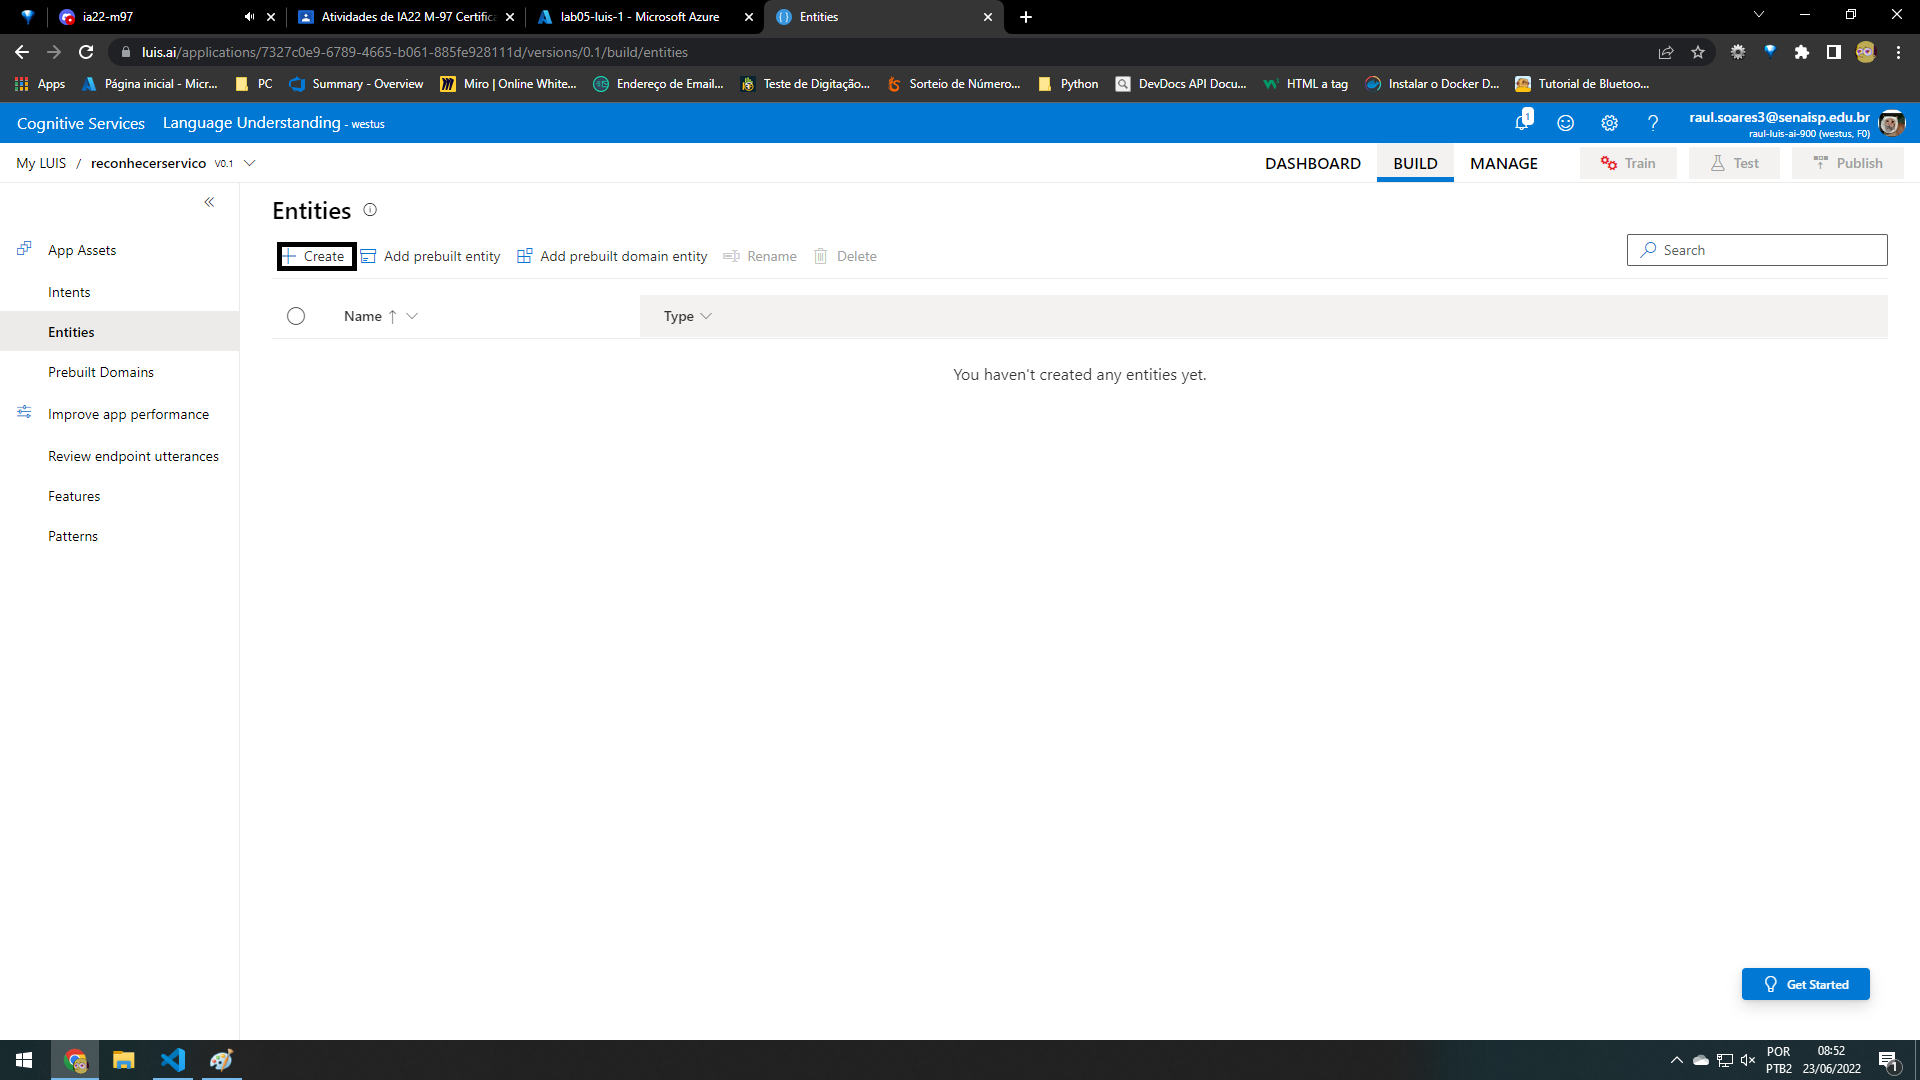 ia22-m97
Atividades de IA22 M-97 Certific
lab05-luis-1 - Microsoft Azure
Entities
luis.ai/applications/7327c0e9-6789-4665-b061-885fe928111d/versions/0.1/build/entities
Apps
Página inicial - Micr...
PC
Summary - Overview
Miro | Online White...
Endereço de Email...
Teste de Digitação...
Sorteio de Número...
Python
DevDocs API Docu...
HTML a tag
Instalar o Docker D...
Tutorial de Bluetoo...
Cognitive Services
Language Understanding - westus
1
raul.soares3@senaisp.edu.br
raul-luis-ai-900 (westus, F0)
My LUIS / reconhecerservico V0.1
DASHBOARD
BUILD
MANAGE
Train
Test
Publish
App Assets
Intents
Entities
Prebuilt Domains
Improve app performance
Review endpoint utterances
Features
Patterns
Entities
Create
Add prebuilt entity
Add prebuilt domain entity
Rename
Delete
Search
Name
Type
You haven't created any entities yet.
Get Started
POR
PTB2
08:52
23/06/2022
1